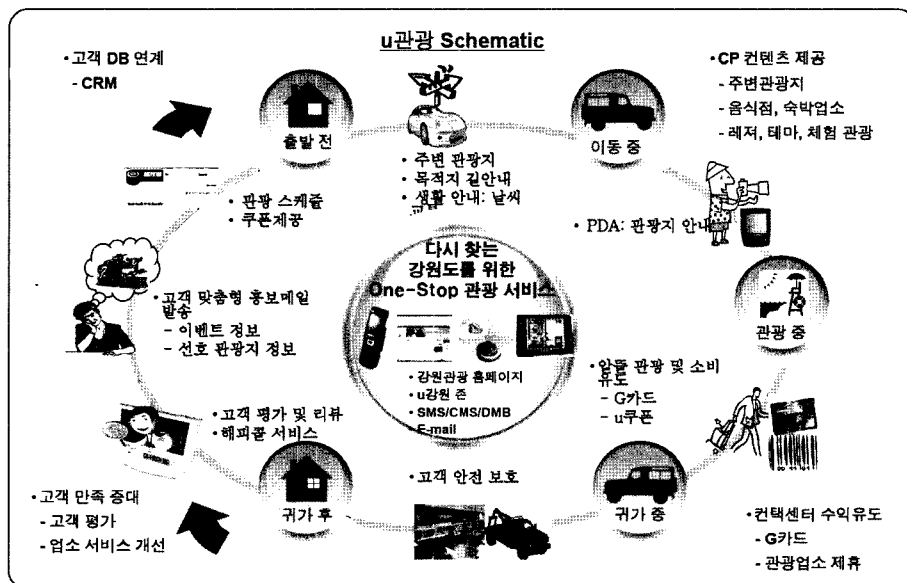 u관광 Schematic
•고객 DB 연계
- CRM
•CP 컨텐츠 제공
- 주변관광지
- 음식점, 숙박업소
- 레져, 테마, 체험 관광
출발 전
이동 중
• 주변 관광지
• 목적지 길안내
• 생활 안내: 날씨
• 관광 스케쥴
• 쿠폰제공
• PDA: 관광지 안내
다시 찾는
강원도를 위한
One-Stop 관광 서비스
관광 중
•고객 맞춤형 홍보메일
발송
- 이벤트 정보
- 선호 관광지 정보
•강원관광 홈페이지
•u강원 존
•SMS/CMS/DMB
E-mail
•알뜰 관광 및 소비
유도
- G카드
- u쿠폰
•고객 평가 및 리뷰
•해피콜 서비스
귀가 후
•고객 안전 보호
귀가 중
•고객 만족 증대
- 고객 평가
- 업소 서비스 개선
•컨택센터 수익유도
- G카드
- 관광업소 제휴